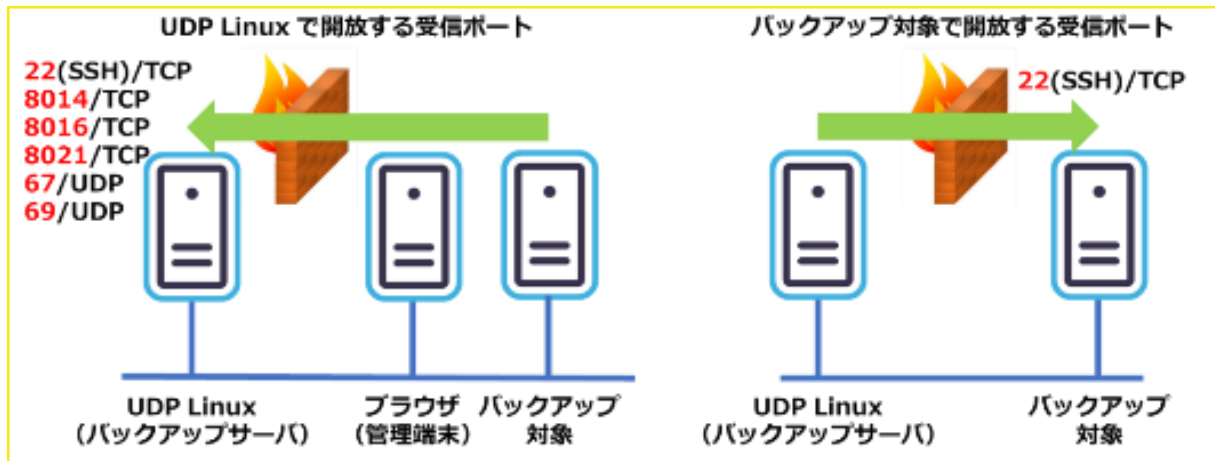 UDP Linux で開放する受信ポート
22(SSH)/TCP
8014/TCP
8016/TCP
8021/TCP
67/UDP
69/UDP
UDP Linux
(バックアップサーバ)
ブラウザ
(管理端末)
バックアップ
対象
バックアップ対象で開放する受信ポート
22(SSH)/TCP
UDP Linux
(バックアップサーバ)
バックアップ
対象